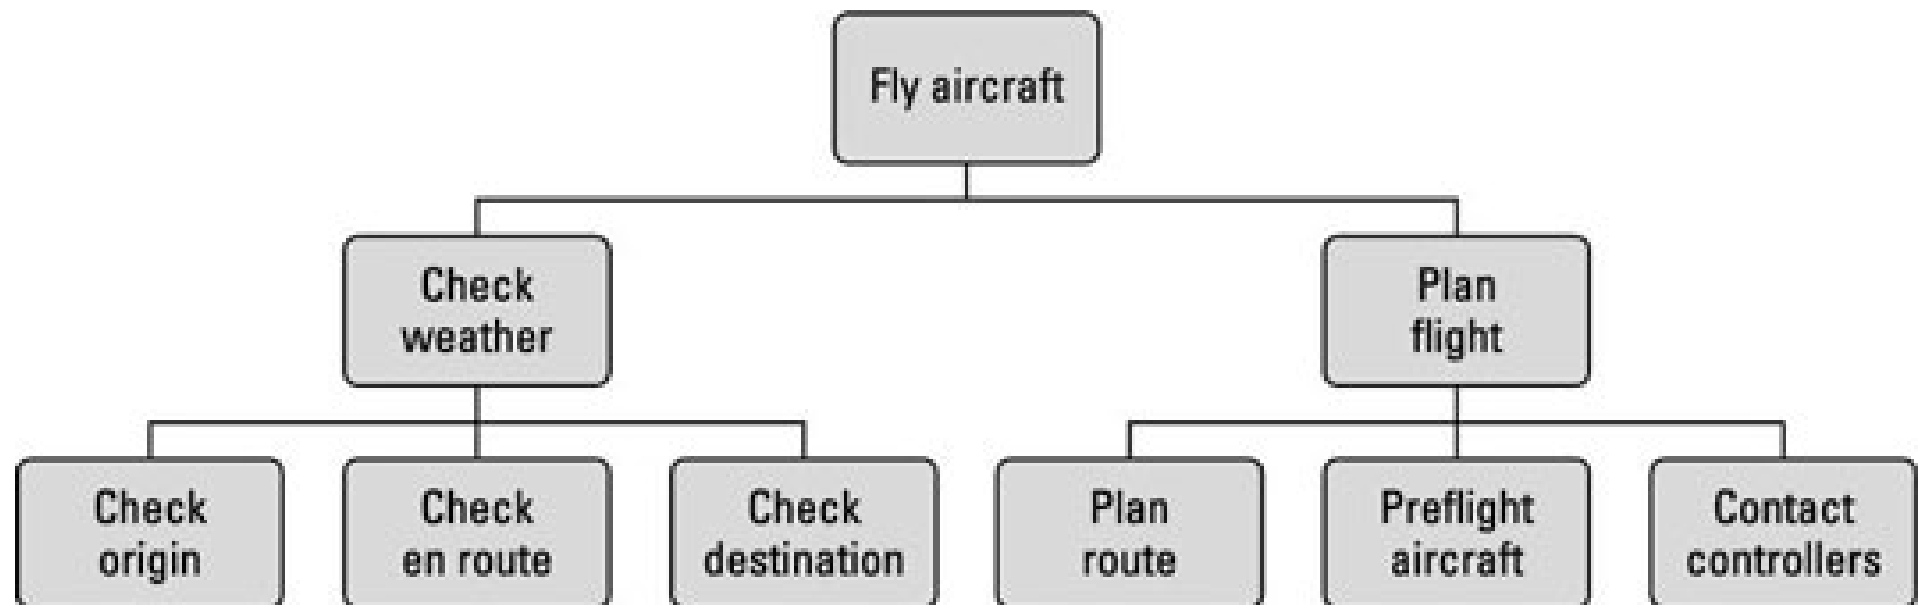 Fly aircraft
Check
weather
Plan
flight
Check
origin
Check
en route
Check
destination
Plan
route
Preflight
aircraft
Contact
controllers